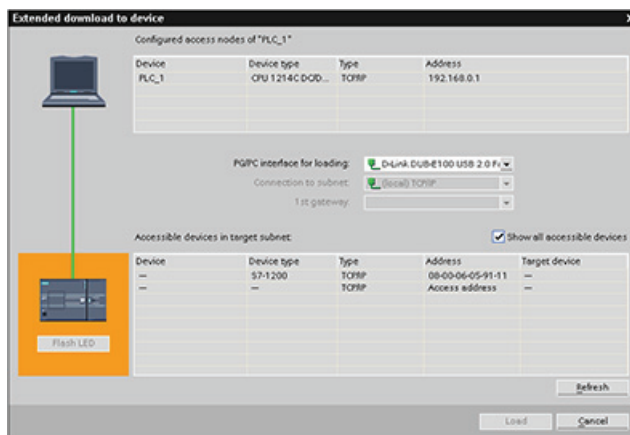 Extended download to device
Configured access nodes of "PLC_1"
Device Device type Type Address
PLC_1 CPU 1214C DC/D... TCP/IP 192.168.0.1
PG/PC interface for loading: D-Link DUB-E100 USB 2.0 Fa
Connection to subnet: (local) TCP/IP
1st gateway:
Accessible devices in target subnet: Show all accessible devices
Device Device type Type Address Target device
— S7-1200 TCP/IP 08-00-06-05-91-11 —
— — TCP/IP Access address —
Flash LED
Refresh
Load Cancel